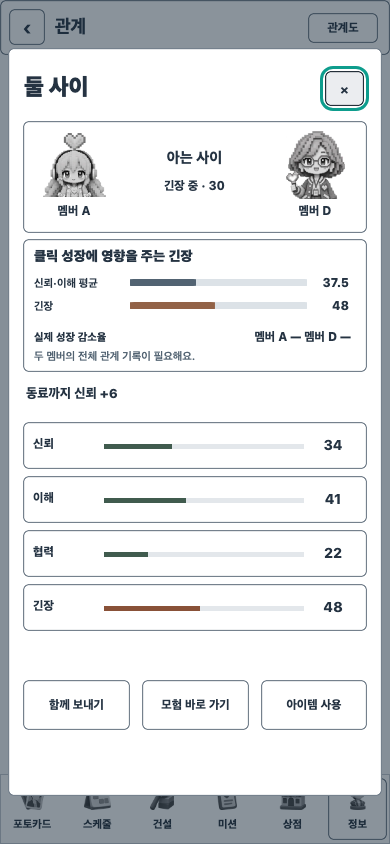 ‹ 관계 관계도
둘 사이 ×
아는 사이
긴장 중 · 30
멤버 A 멤버 D
클릭 성장에 영향을 주는 긴장
신뢰·이해 평균 37.5
긴장 48
실제 성장 감소율 멤버 A — 멤버 D —
두 멤버의 전체 관계 기록이 필요해요.
동료까지 신뢰 +6
신뢰 34
이해 41
협력 22
긴장 48
함께 보내기 모험 바로 가기 아이템 사용
포토카드 스케줄 건설 미션 상점 정보